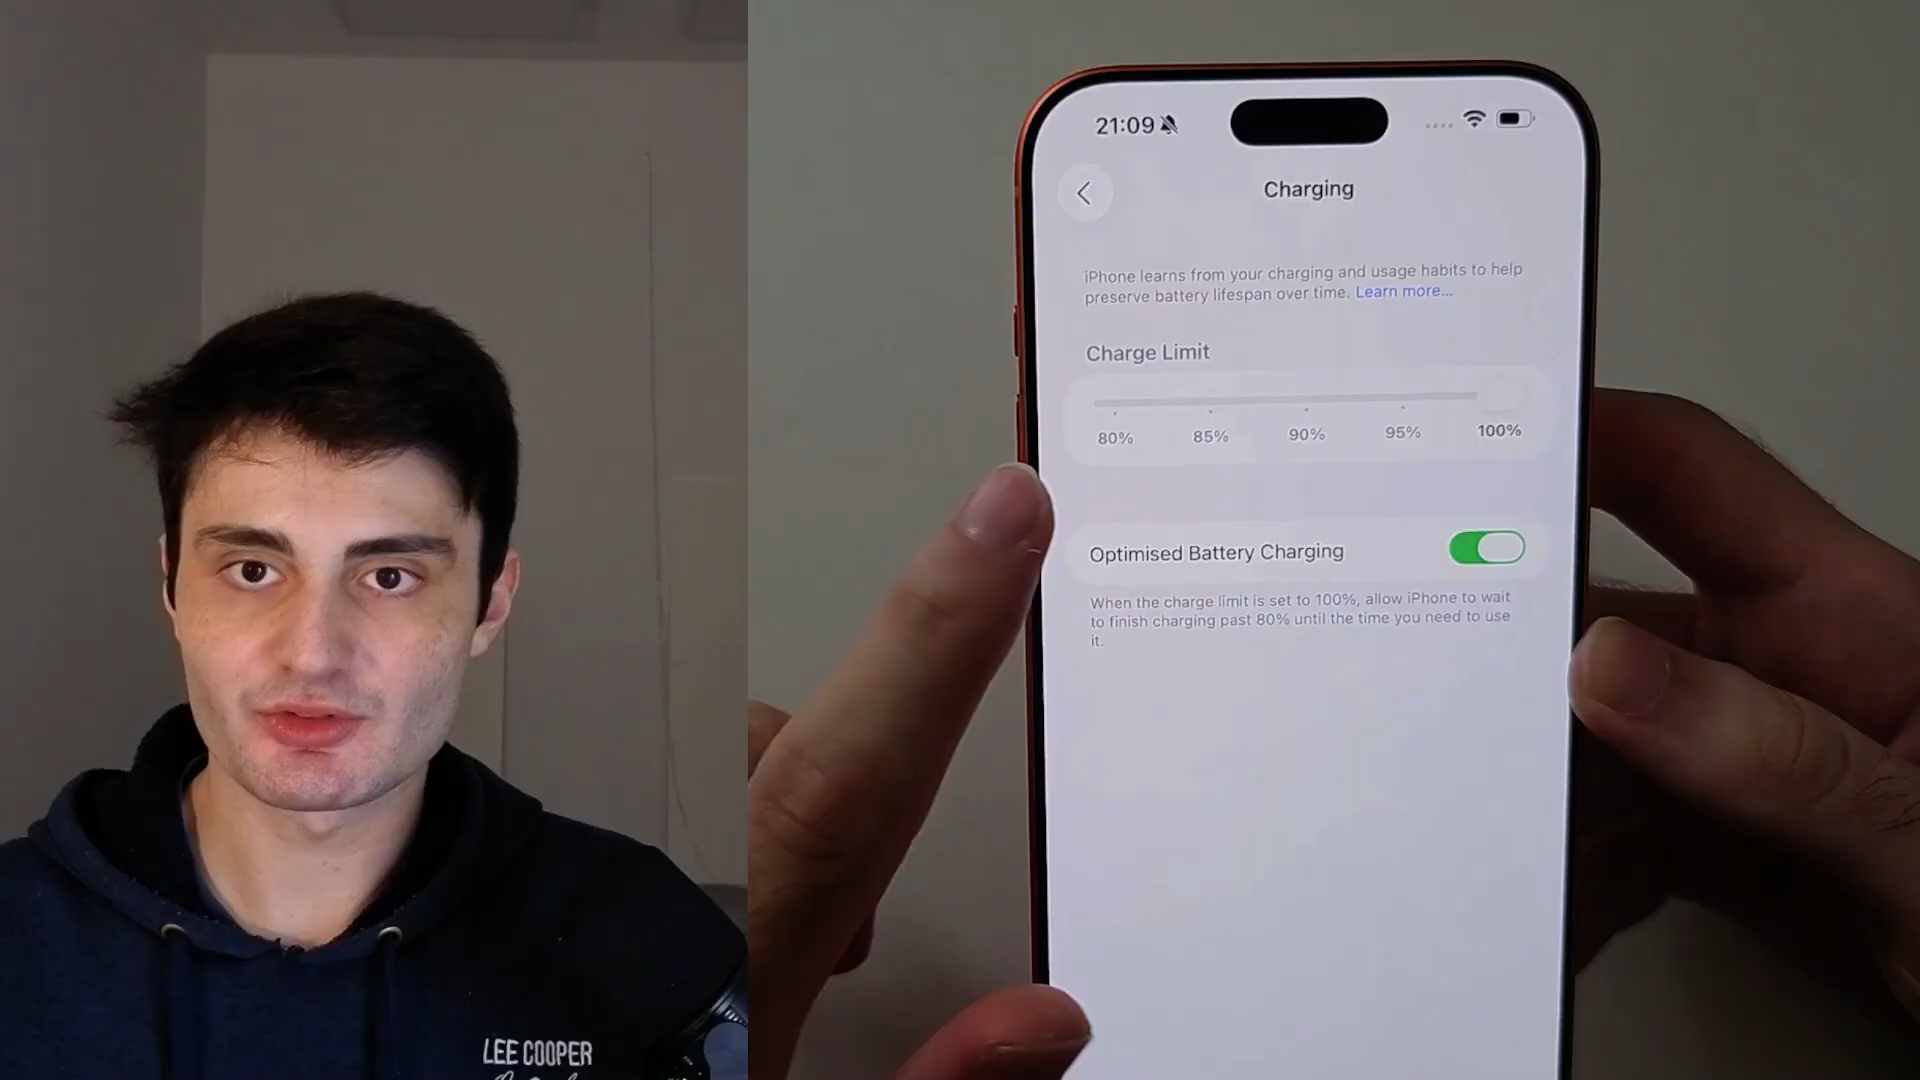 21:09
Charging
iPhone learns from your charging and usage habits to help
preserve battery lifespan over time. Learn more...
Charge Limit
80% 85% 90% 95% 100%
Optimised Battery Charging
When the charge limit is set to 100%, allow iPhone to wait
to finish charging past 80% until the time you need to use
it.
LEE COOPER